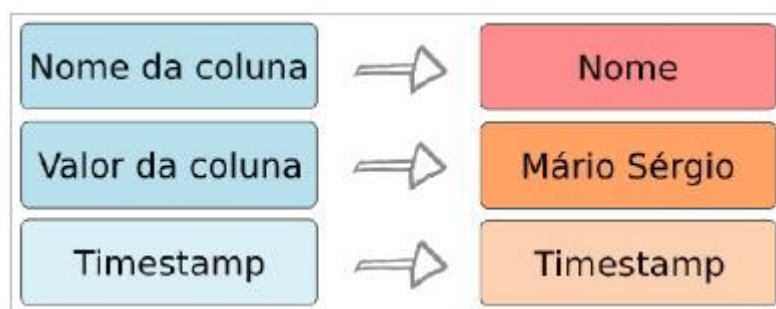 Nome da coluna Nome
Valor da coluna Mário Sérgio
Timestamp Timestamp